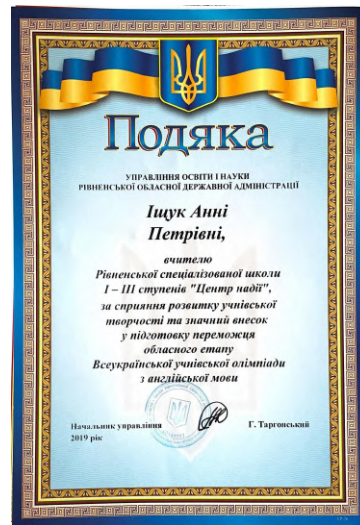 Подяка
УПРАВЛІННЯ ОСВІТИ І НАУКИ
РІВНЕНСЬКОЇ ОБЛАСНОЇ ДЕРЖАВНОЇ АДМІНІСТРАЦІЇ
Іщук Анні
Петрівні,
вчителю
Рівненської спеціалізованої школи
І – ІІІ ступенів "Центр надії",
за сприяння розвитку учнівської
творчості та значний внесок
у підготовку переможця
обласного етапу
Всеукраїнської учнівської олімпіади
з англійської мови
Начальник управління
Г. Таргонський
2019 рік